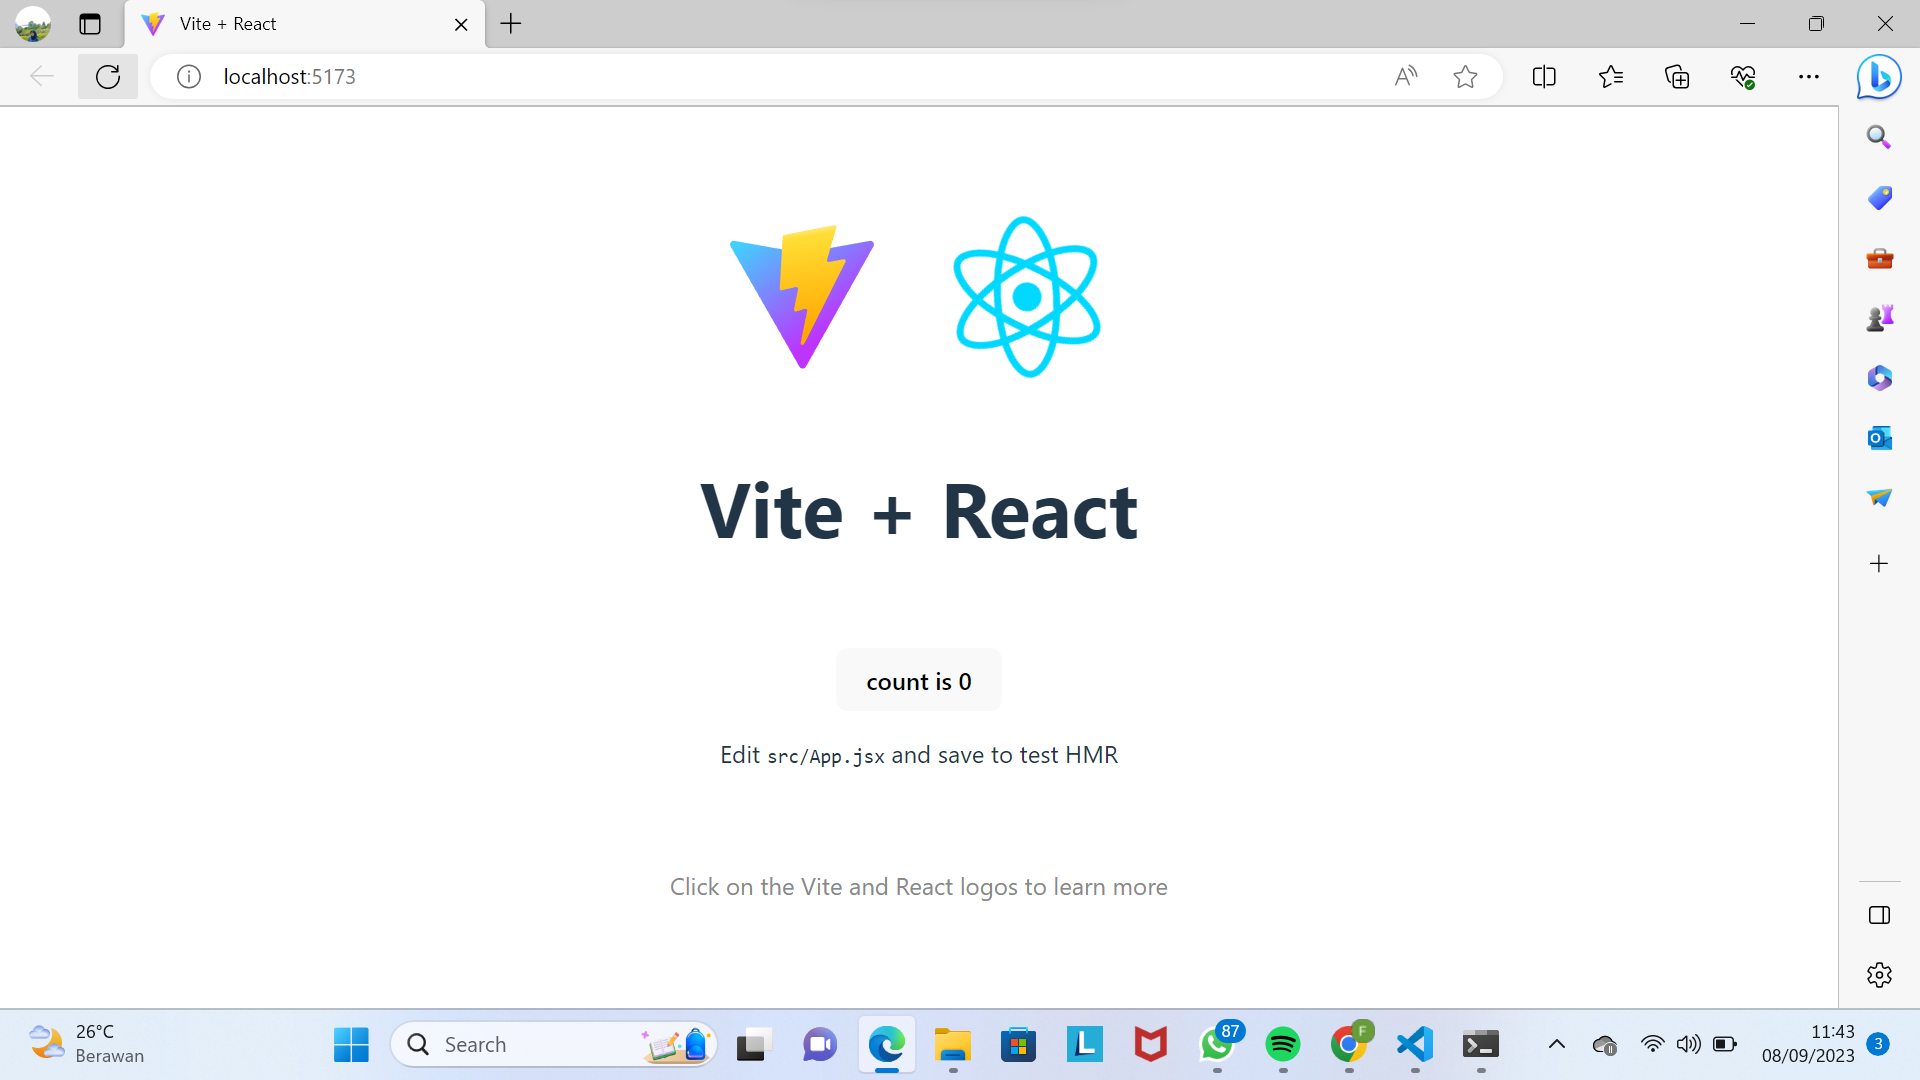 Vite + React
localhost:5173
Vite + React
count is 0
Edit src/App.jsx and save to test HMR
Click on the Vite and React logos to learn more
26°C
Berawan
Search
87
F
11:43
08/09/2023
3